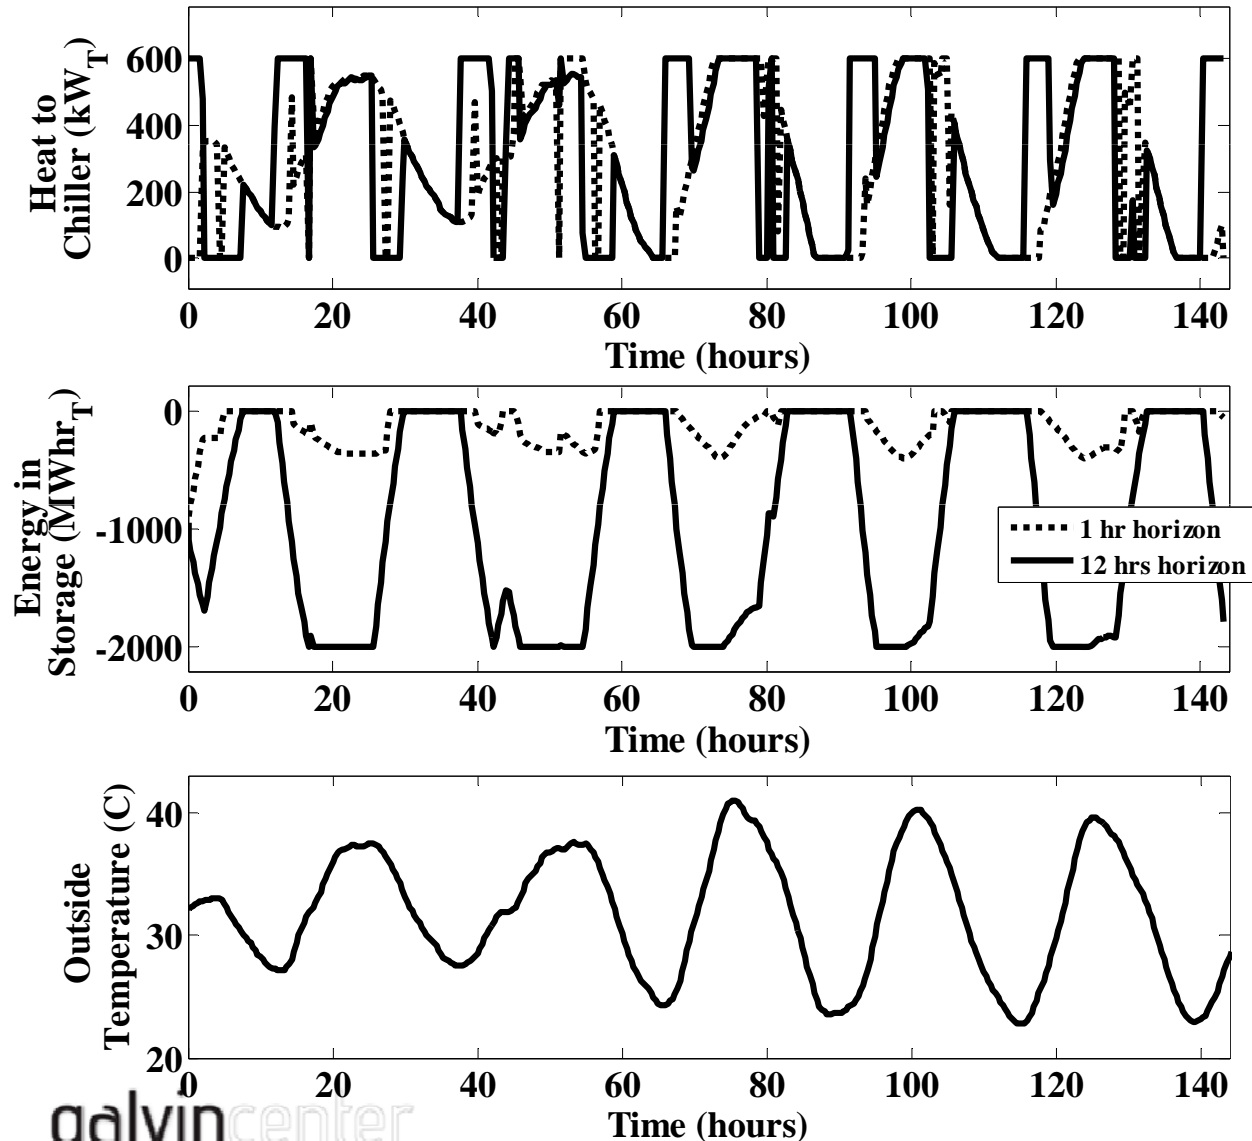 Heat to
Chiller (kW_T)
600
400
200
0
0 20 40 60 80 100 120 140
Time (hours)
Energy in
Storage (MWhr_T)
0
-1000
-2000
1 hr horizon
12 hrs horizon
0 20 40 60 80 100 120 140
Time (hours)
Outside
Temperature (C)
40
30
20
0 20 40 60 80 100 120 140
Time (hours)
galvincenter